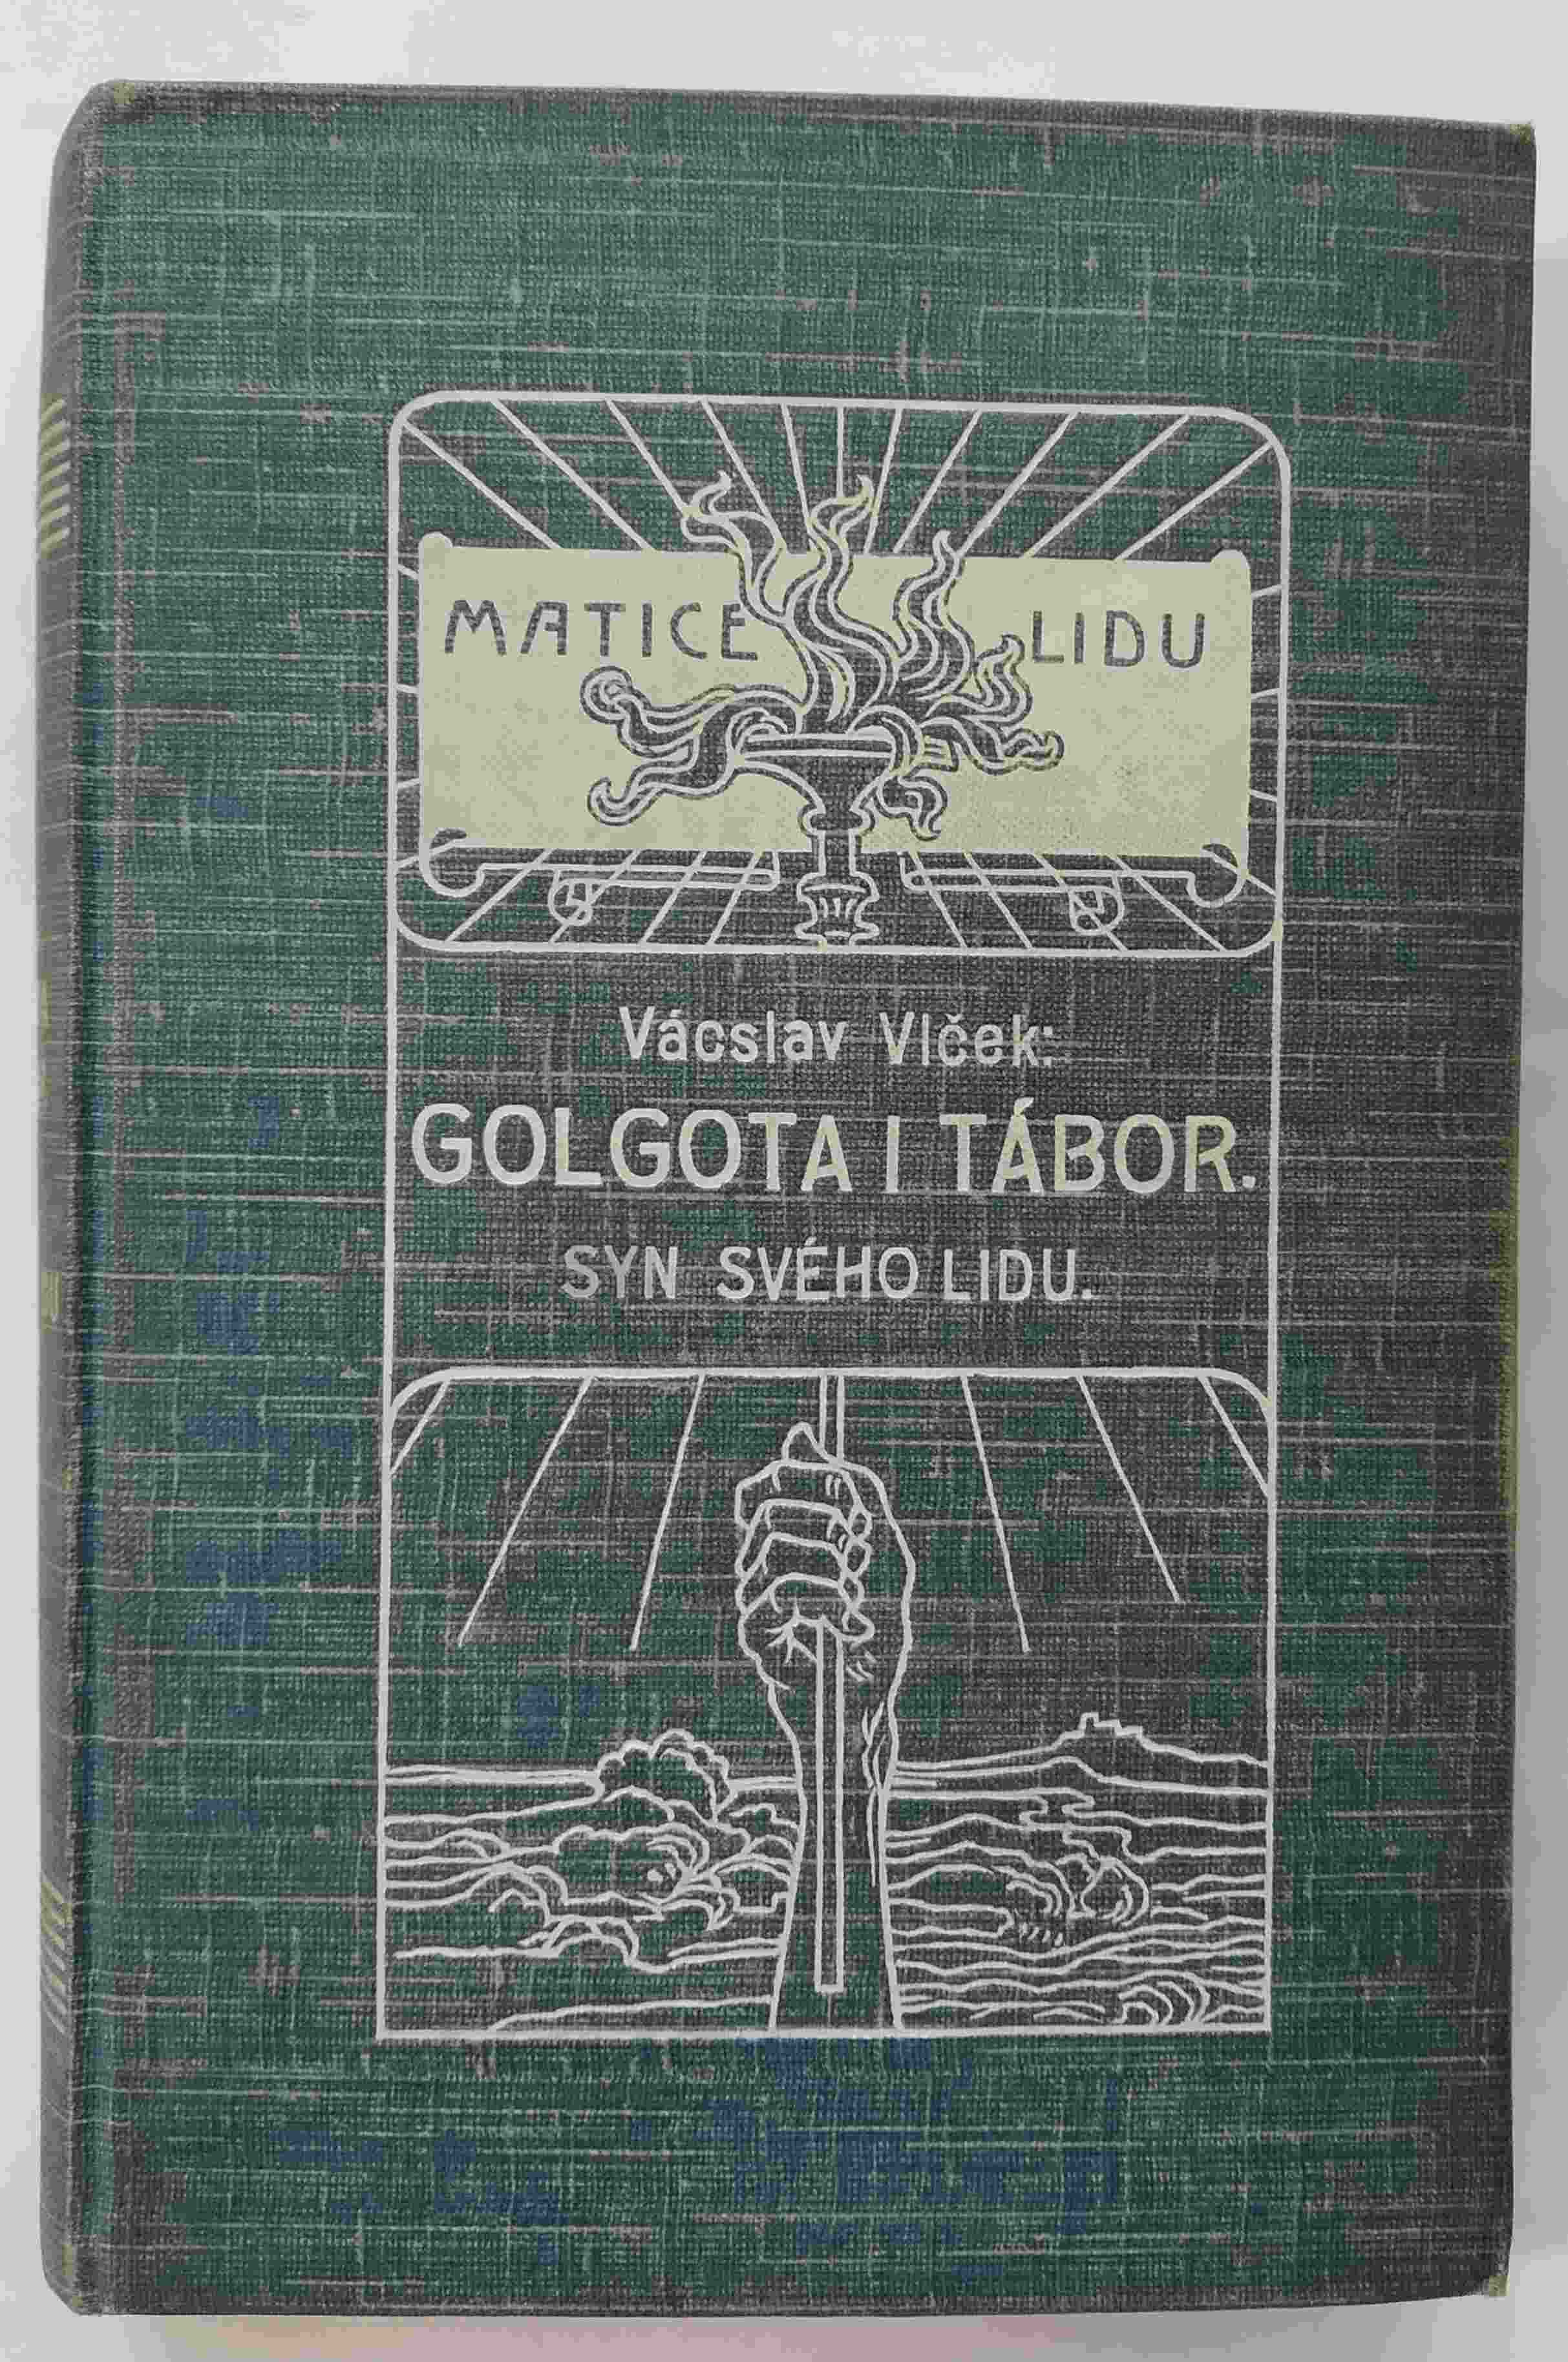 MATICE LIDU
Vácslav Vlček:
GOLGOTA I TÁBOR.
SYN SVÉHO LIDU.